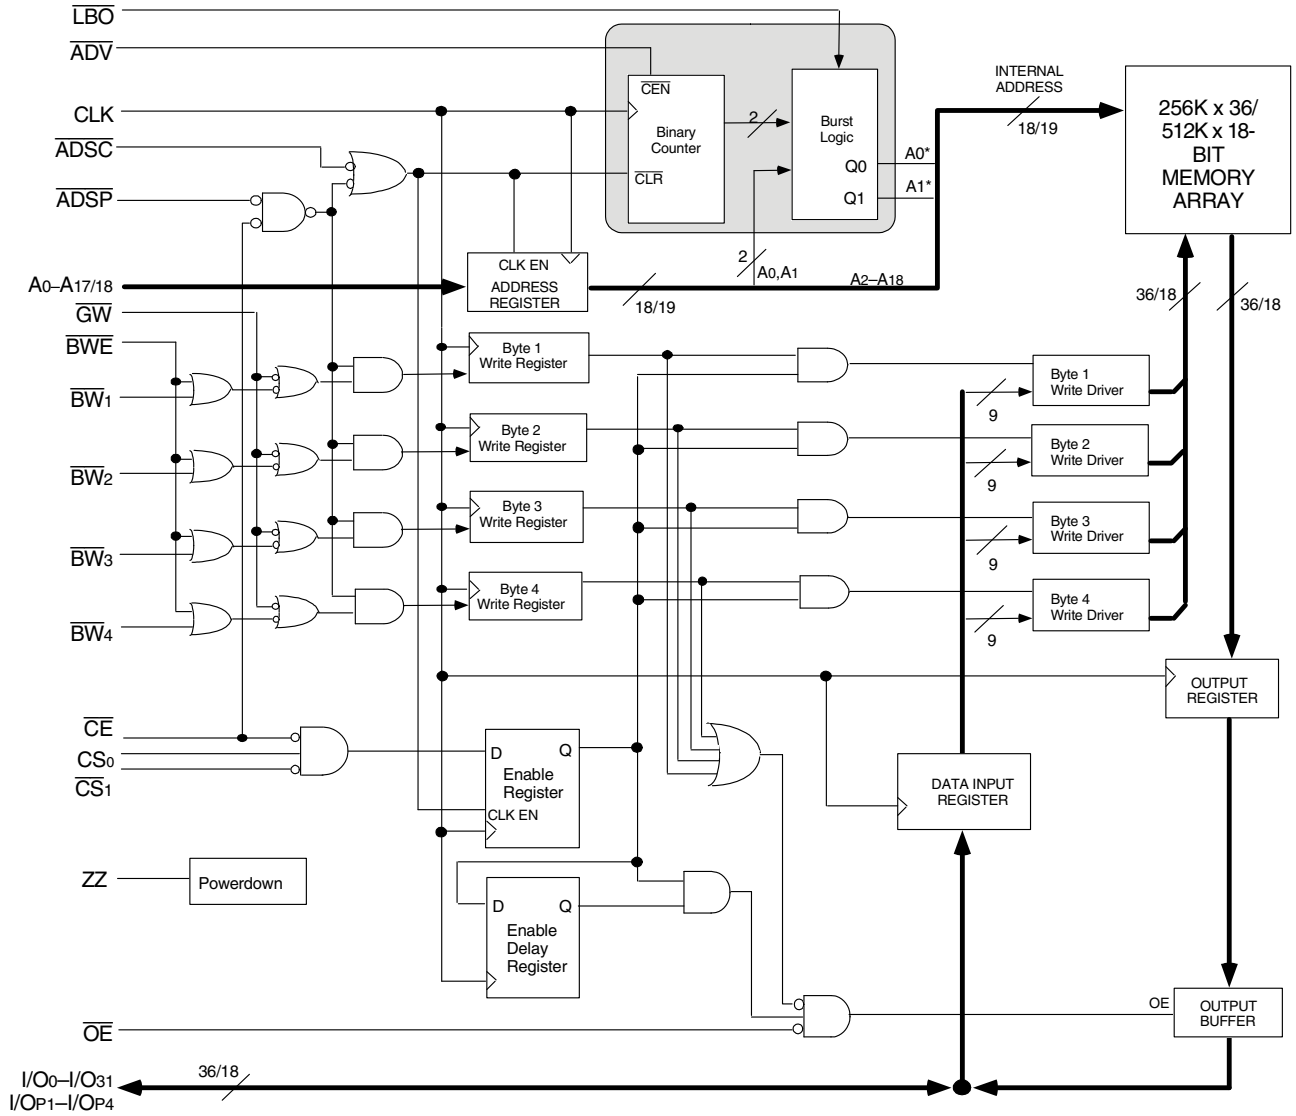 LBO
ADV
CLK
ADSC
ADSP
A0–A17/18
GW
BWE
BW1
BW2
BW3
BW4
CE
CS0
CS1
ZZ
OE
I/O0–I/O31
I/OP1–I/OP4
36/18
CEN
Binary
Counter
CLR
2
Burst
Logic
Q0
Q1
A0*
A1*
2
A0,A1
A2–A18
INTERNAL
ADDRESS
18/19
256K x 36/
512K x 18-
BIT
MEMORY
ARRAY
CLK EN
ADDRESS
REGISTER
18/19
36/18
36/18
Byte 1
Write Register
Byte 2
Write Register
Byte 3
Write Register
Byte 4
Write Register
9
Byte 1
Write Driver
9
Byte 2
Write Driver
9
Byte 3
Write Driver
9
Byte 4
Write Driver
OUTPUT
REGISTER
D
Q
Enable
Register
CLK EN
DATA INPUT
REGISTER
Powerdown
D
Q
Enable
Delay
Register
OE
OUTPUT
BUFFER